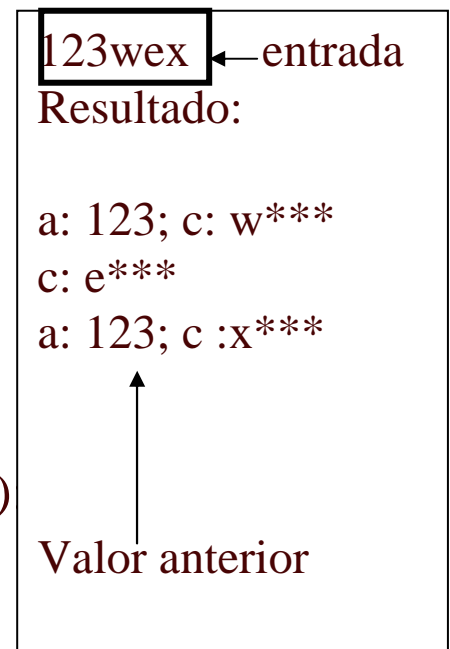 123wex entrada
Resultado:
a: 123; c: w***
c: e***
a: 123; c :x***
)
Valor anterior